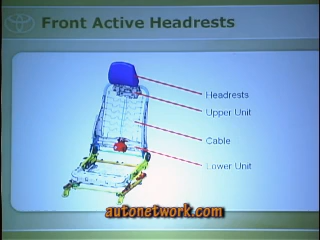 Front Active Headrests
Headrests
Upper Unit
Cable
Lower Unit
autonetwork.com